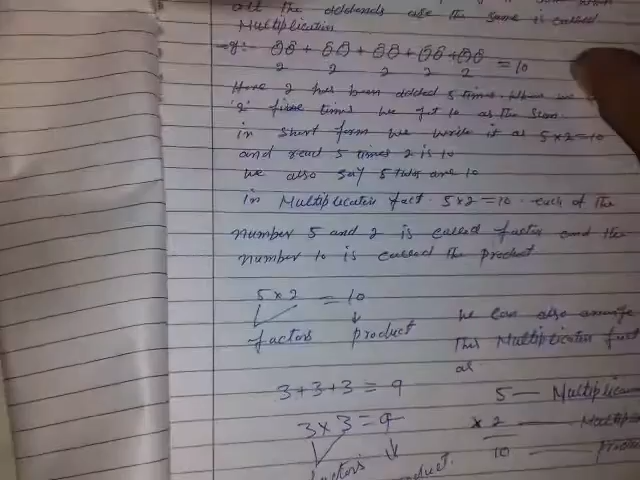 all the addends are the same is called
Multiplication
eg:- + + + + = 10
2 2 2 2 2
Here 2 has been added 5 times. When we
'2' five times we get 10 as the sum.
in short form we write it as 5 x 2 = 10
and read 5 times 2 is 10
we also say 5 twos are 10
in Multiplication fact. 5 x 2 = 10. each of the
number 5 and 2 is called factor and the
number 10 is called the product
5 x 2 = 10
factors product
3 + 3 + 3 = 9
3 x 3 = 9
factors product.
we can also arrange
this Multiplication fact
as
5 — Multiplica
x 2 —
10 — produ